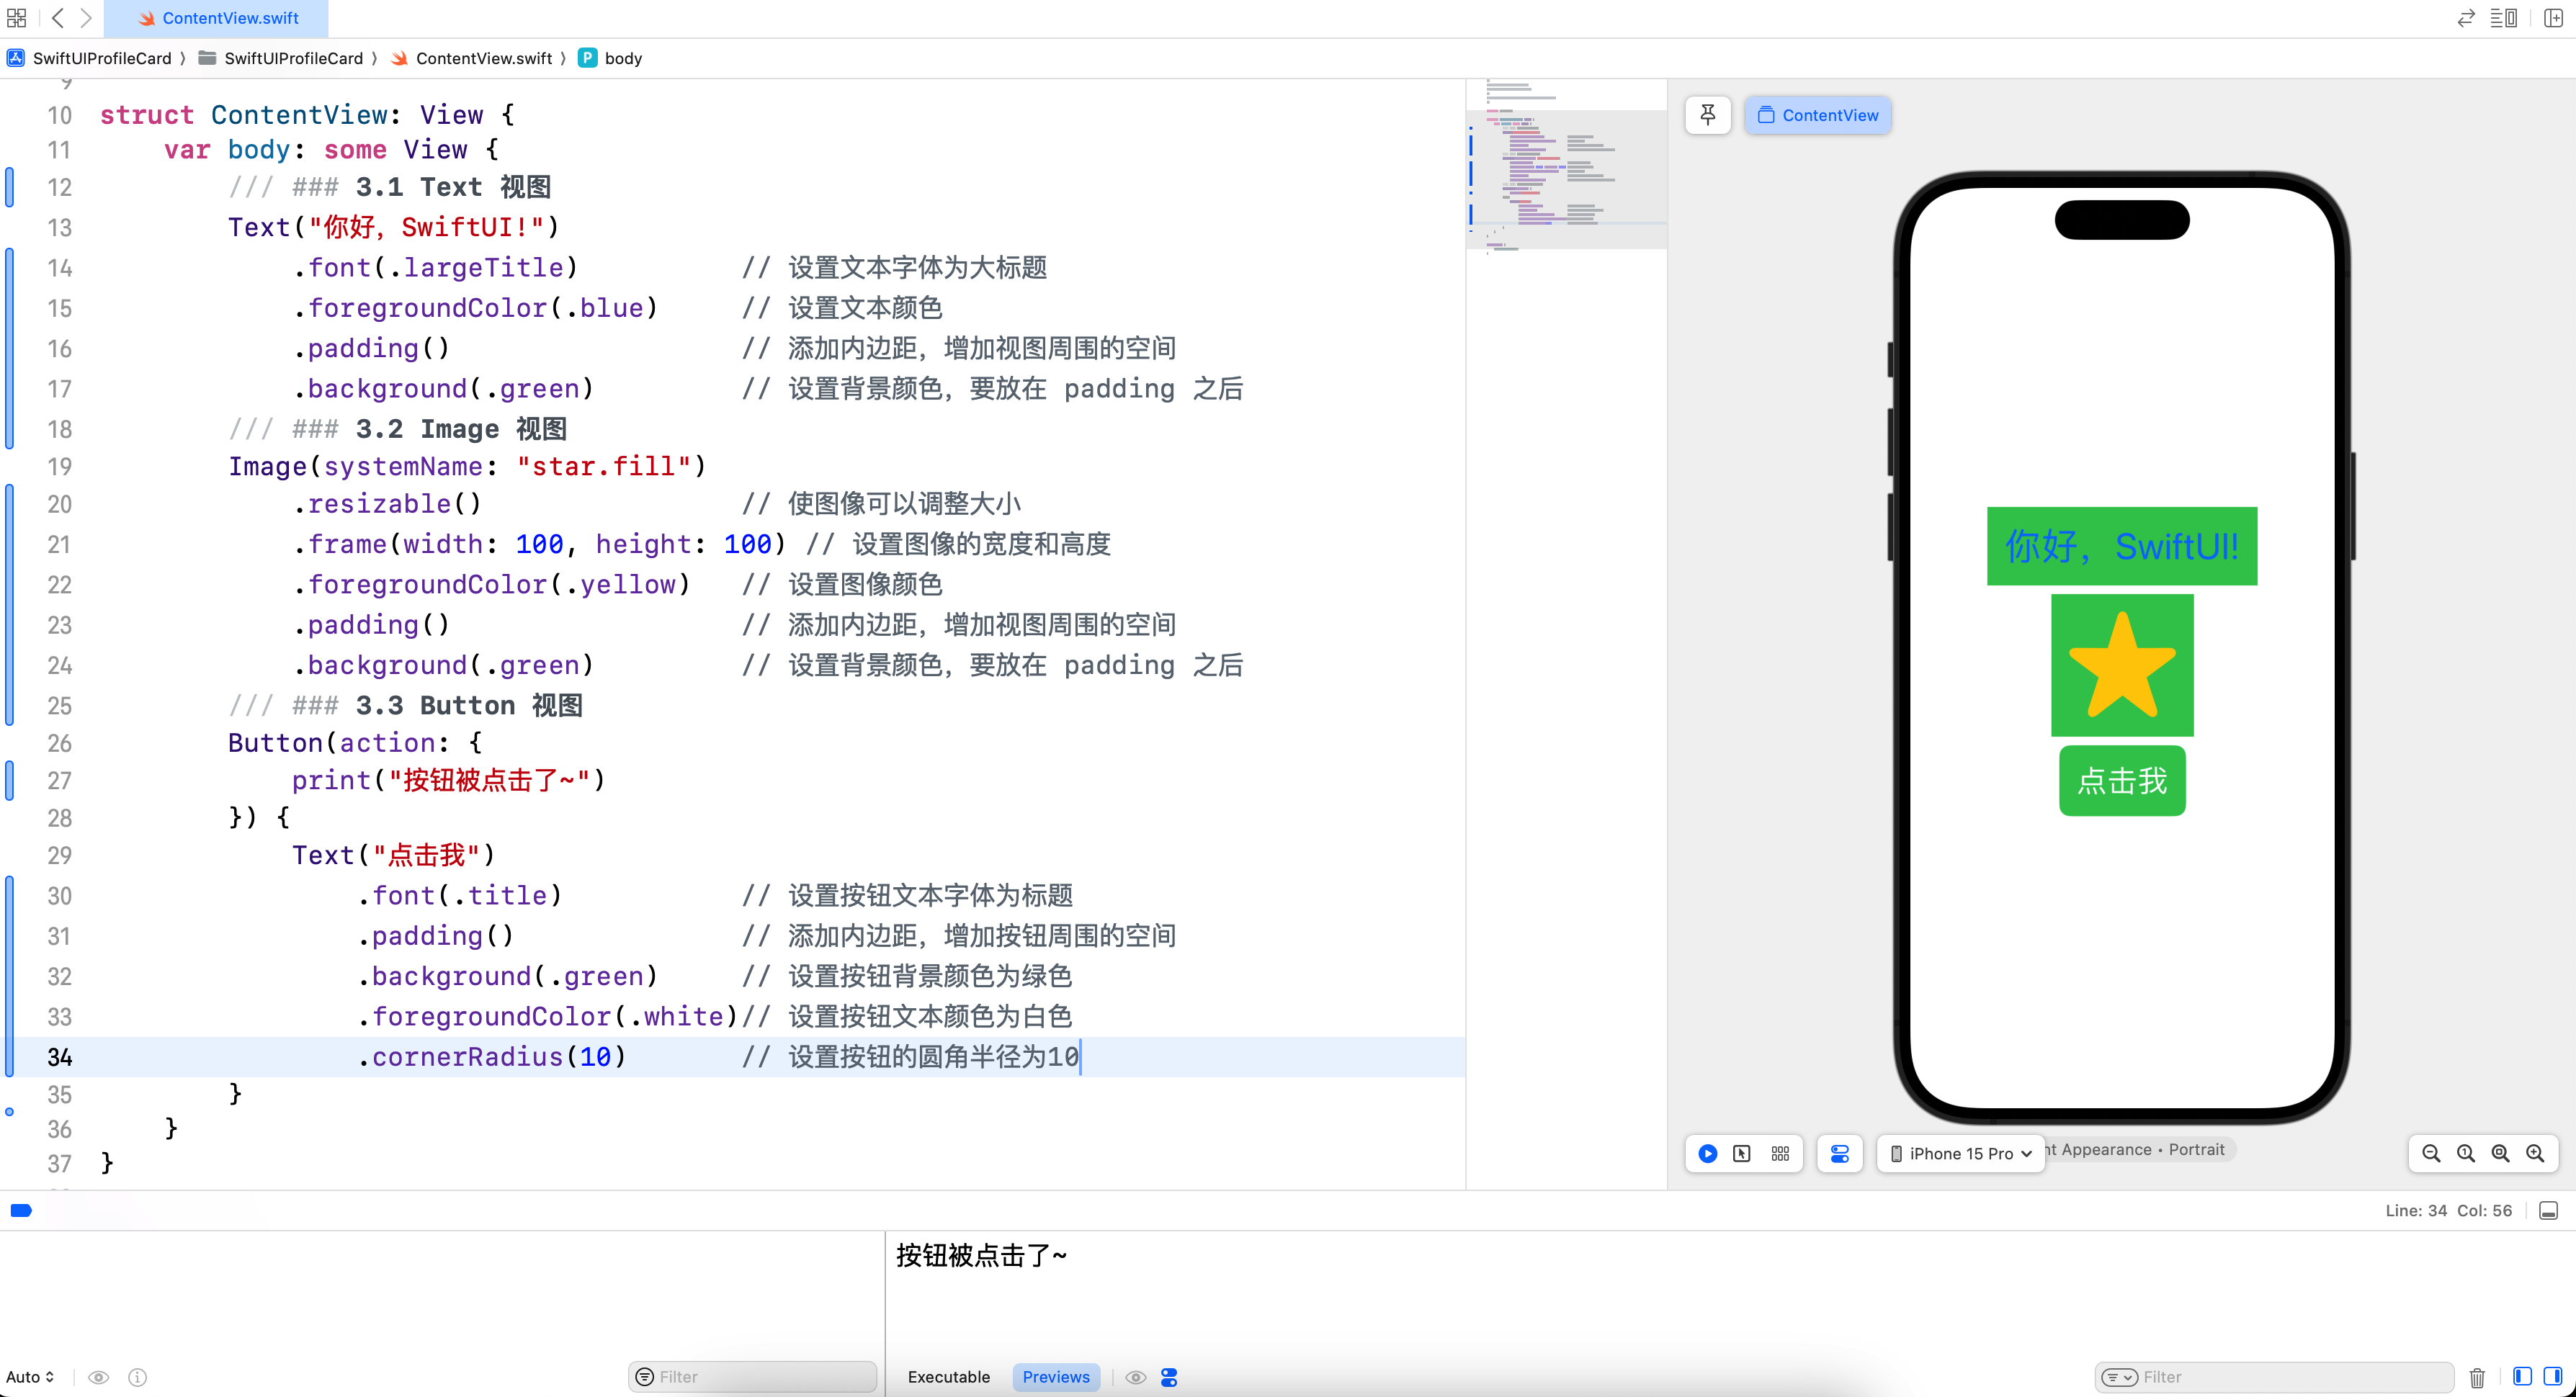 ContentView.swift
SwiftUIProfileCard 〉 SwiftUIProfileCard 〉 ContentView.swift 〉 P body
9
10 struct ContentView: View {
11 var body: some View {
12 /// ### 3.1 Text 视图
13 Text("你好，SwiftUI!")
14 .font(.largeTitle) // 设置文本字体为大标题
15 .foregroundColor(.blue) // 设置文本颜色
16 .padding() // 添加内边距，增加视图周围的空间
17 .background(.green) // 设置背景颜色，要放在 padding 之后
18 /// ### 3.2 Image 视图
19 Image(systemName: "star.fill")
20 .resizable() // 使图像可以调整大小
21 .frame(width: 100, height: 100) // 设置图像的宽度和高度
22 .foregroundColor(.yellow) // 设置图像颜色
23 .padding() // 添加内边距，增加视图周围的空间
24 .background(.green) // 设置背景颜色，要放在 padding 之后
25 /// ### 3.3 Button 视图
26 Button(action: {
27 print("按钮被点击了~")
28 }) {
29 Text("点击我")
30 .font(.title) // 设置按钮文本字体为标题
31 .padding() // 添加内边距，增加按钮周围的空间
32 .background(.green) // 设置按钮背景颜色为绿色
33 .foregroundColor(.white)// 设置按钮文本颜色为白色
34 .cornerRadius(10) // 设置按钮的圆角半径为10
35 }
36 }
37 }
ContentView
你好，SwiftUI!
点击我
iPhone 15 Pro
nt Appearance • Portrait
Line: 34 Col: 56
按钮被点击了~
Auto
Filter
Executable
Previews
Filter